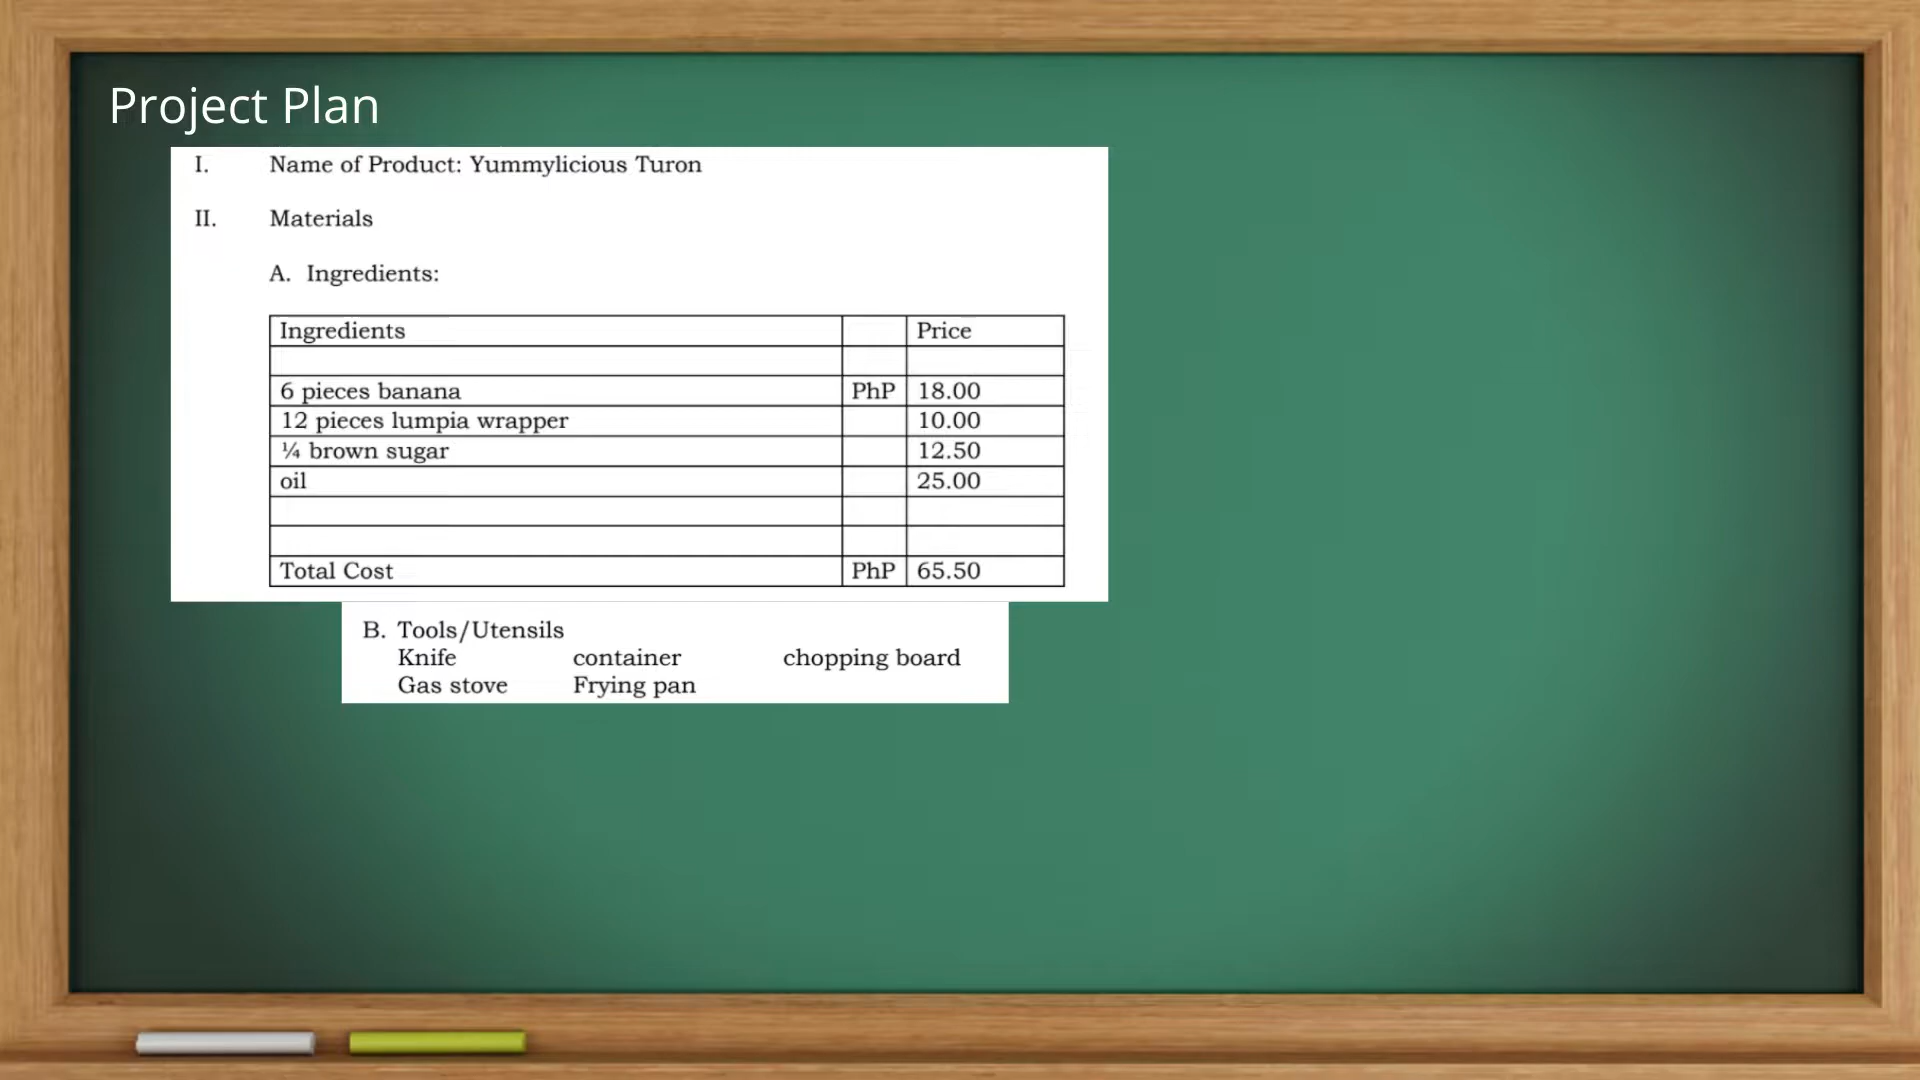 Project Plan
I. Name of Product: Yummylicious Turon
II. Materials
A. Ingredients:
Ingredients Price
6 pieces banana PhP 18.00
12 pieces lumpia wrapper 10.00
¼ brown sugar 12.50
oil 25.00
Total Cost PhP 65.50
B. Tools/Utensils
Knife container chopping board
Gas stove Frying pan